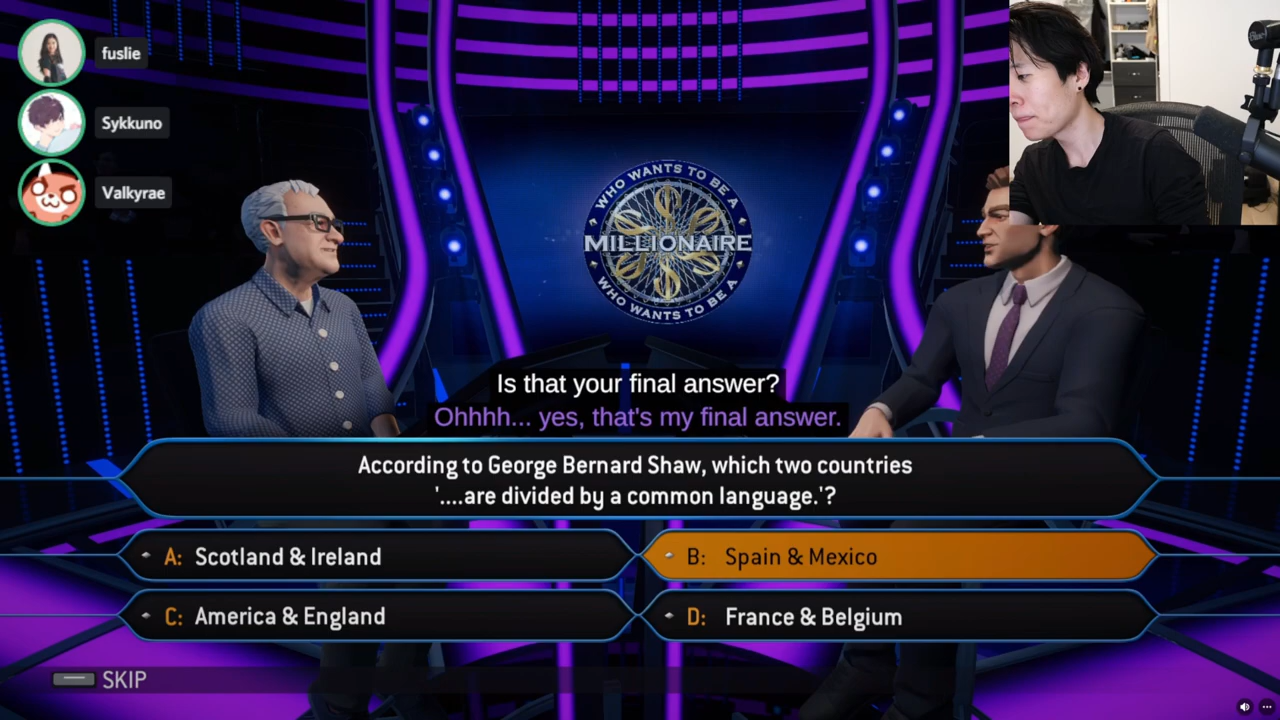 fuslie
Sykkuno
Valkyrae
WHO WANTS TO BE A
MILLIONAIRE
WHO WANTS TO BE A
Is that your final answer?
Ohhhh... yes, that's my final answer.
According to George Bernard Shaw, which two countries
'....are divided by a common language.'?
A: Scotland & Ireland
B: Spain & Mexico
C: America & England
D: France & Belgium
SKIP